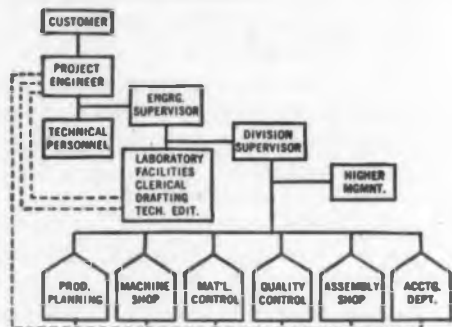 CUSTOMER
PROJECT
ENGINEER
ENGRG.
SUPERVISOR
TECHNICAL
PERSONNEL
DIVISION
SUPERVISOR
LABORATORY
FACILITIES
CLERICAL
DRAFTING
TECH. EDIT.
HIGHER
MGMNT.
PROD.
PLANNING
MACHINE
SHOP
MAT'L.
CONTROL
QUALITY
CONTROL
ASSEMBLY
SHOP
ACCTG.
DEPT.